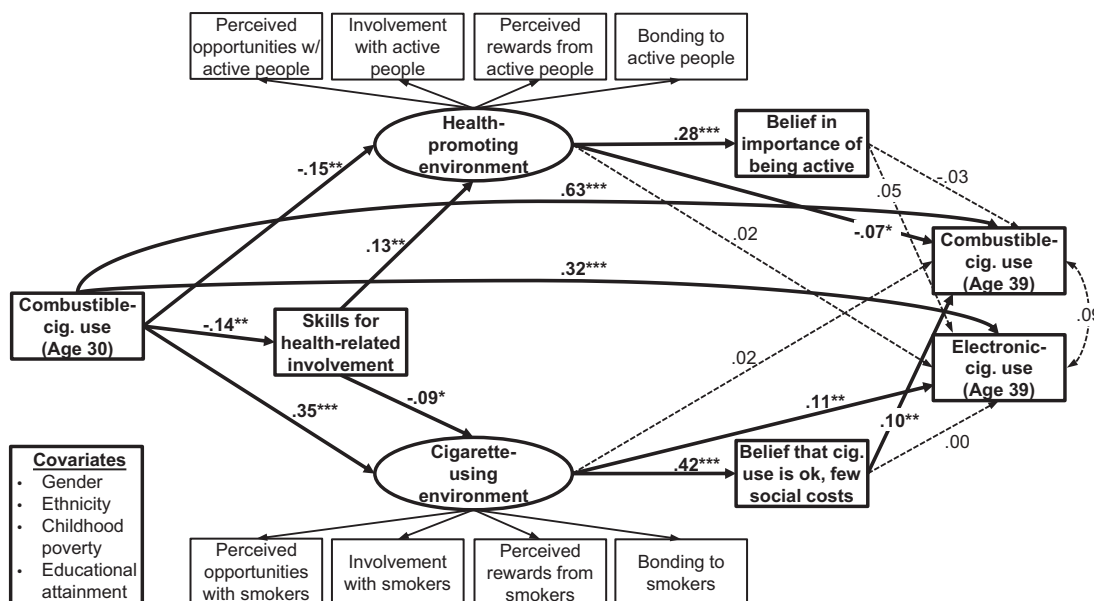 Perceived
opportunities w/
active people
Involvement
with active
people
Perceived
rewards from
active people
Bonding to
active people
Health-
promoting
environment
.28***
Belief in
importance of
being active
-.15**
.63***
.05
-.03
.02
-.07*
.13**
Combustible-
cig. use
(Age 39)
.32***
Combustible-
cig. use
(Age 30)
-.14**
Skills for
health-related
involvement
.09
.02
Electronic-
cig. use
(Age 39)
-.09*
.35***
.11**
.10**
.00
Cigarette-
using
environment
.42***
Belief that cig.
use is ok, few
social costs
Covariates
• Gender
• Ethnicity
• Childhood
poverty
• Educational
attainment
Perceived
opportunities
with smokers
Involvement
with smokers
Perceived
rewards from
smokers
Bonding to
smokers